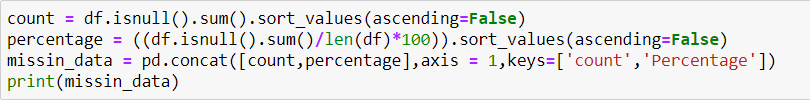 count = df.isnull().sum().sort_values(ascending=False)
percentage = ((df.isnull().sum()/len(df)*100)).sort_values(ascending=False)
missin_data = pd.concat([count,percentage],axis = 1,keys=['count','Percentage'])
print(missin_data)